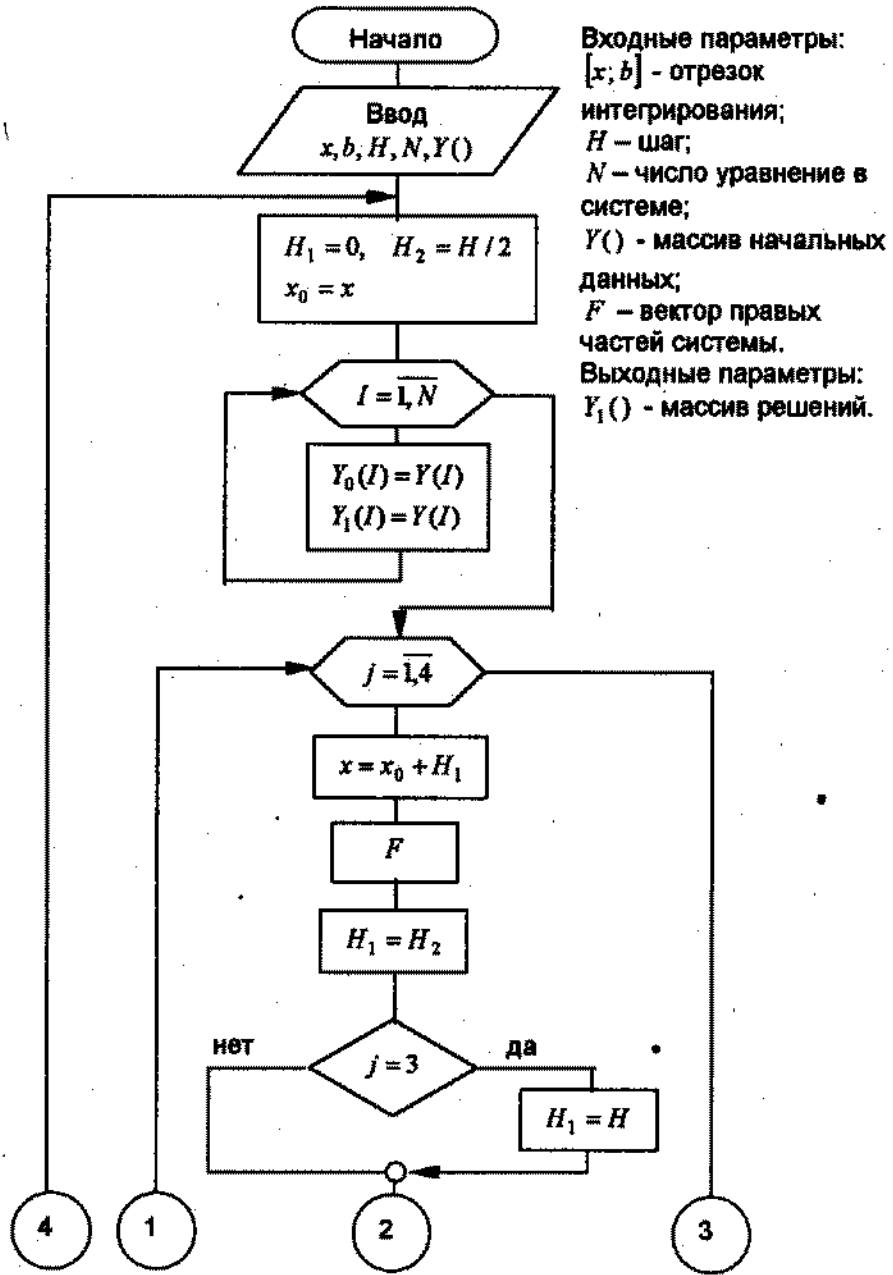 Начало
Ввод
x, b, H, N, Y()
H₁ = 0, H₂ = H / 2
x₀ = x
I = 1, N
Y₀(I) = Y(I)
Y₁(I) = Y(I)
j = 1,4
x = x₀ + H₁
F
H₁ = H₂
нет
j = 3
да
H₁ = H
4
1
2
3
Входные параметры:
[x; b] - отрезок
интегрирования;
H – шаг;
N – число уравнение в
системе;
Y() - массив начальных
данных;
F – вектор правых
частей системы.
Выходные параметры:
Y₁() - массив решений.